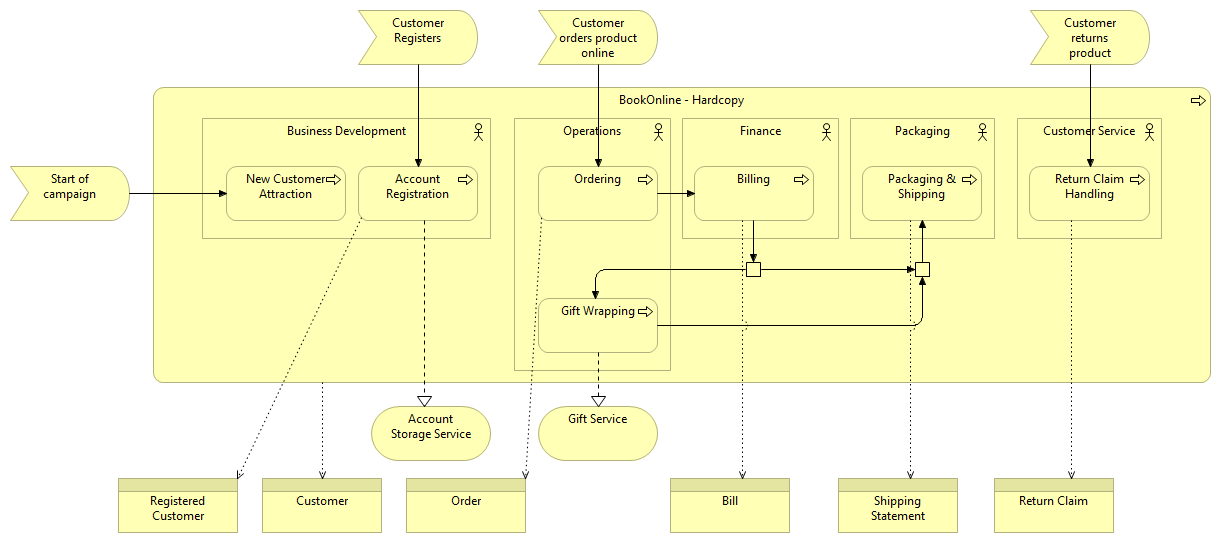 Customer
Registers
Customer
orders product
online
Customer
returns
product
BookOnline - Hardcopy
Business Development
Operations
Finance
Packaging
Customer Service
Start of
campaign
New Customer
Attraction
Account
Registration
Ordering
Billing
Packaging &
Shipping
Return Claim
Handling
Gift Wrapping
Account
Storage Service
Gift Service
Registered
Customer
Customer
Order
Bill
Shipping
Statement
Return Claim